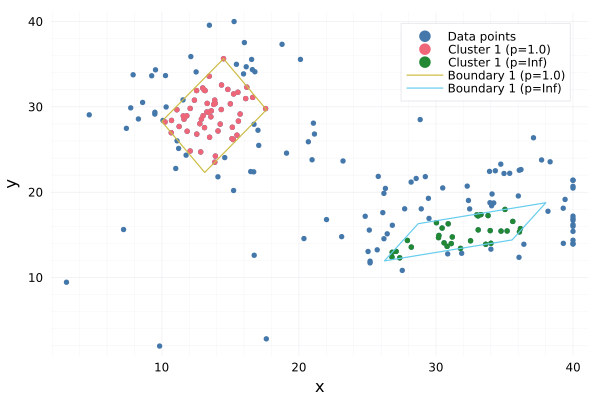 40
30
20
10
y
Data points
Cluster 1 (p=1.0)
Cluster 1 (p=Inf)
Boundary 1 (p=1.0)
Boundary 1 (p=Inf)
10
20
30
40
x